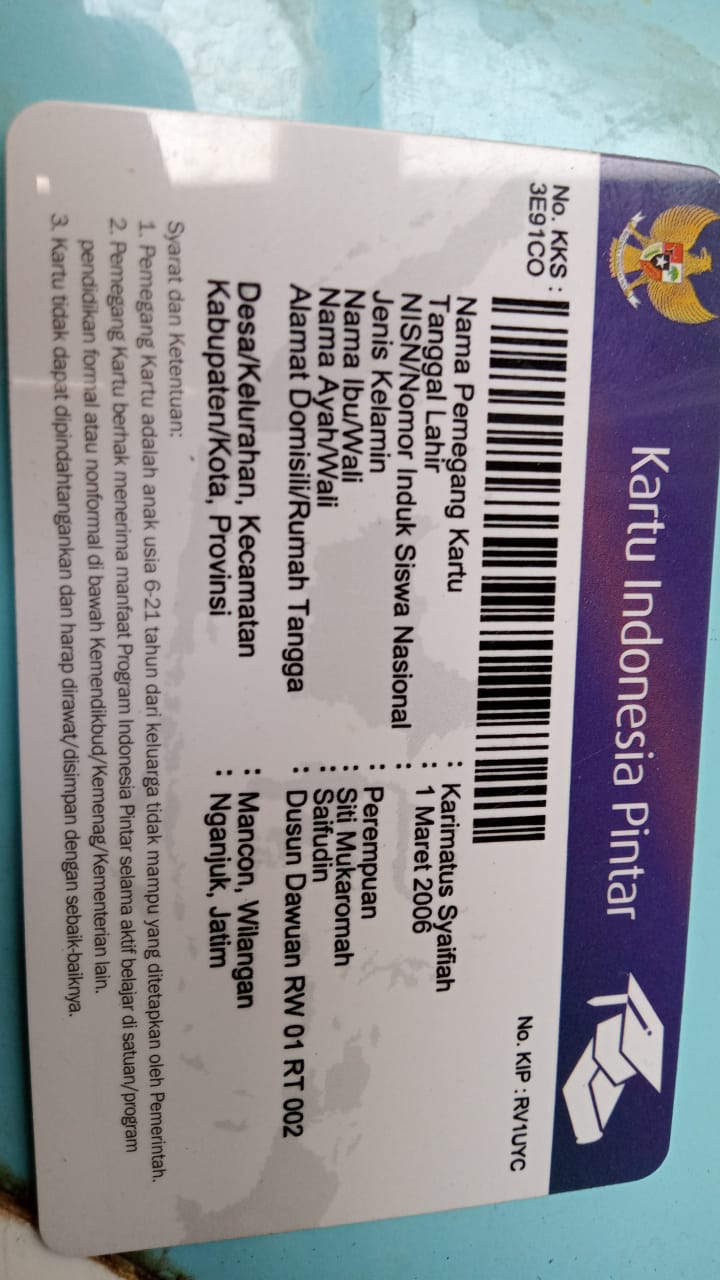 Kartu Indonesia Pintar
No. KKS :
3E91CO
No. KIP : RV1UYC
Nama Pemegang Kartu : Karimatus Syaifiah
Tanggal Lahir : 1 Maret 2006
NISN/Nomor Induk Siswa Nasional :
Jenis Kelamin : Perempuan
Nama Ibu/Wali : Siti Mukaromah
Nama Ayah/Wali : Saifudin
Alamat Domisili/Rumah Tangga : Dusun Dawuan RW 01 RT 002
Desa/Kelurahan, Kecamatan : Mancon, Wilangan
Kabupaten/Kota, Provinsi : Nganjuk, Jatim
Syarat dan Ketentuan:
1. Pemegang Kartu adalah anak usia 6-21 tahun dari keluarga tidak mampu yang ditetapkan oleh Pemerintah.
2. Pemegang Kartu berhak menerima manfaat Program Indonesia Pintar selama aktif belajar di satuan/program
pendidikan formal atau nonformal di bawah Kemendikbud/Kemenag/Kementerian lain.
3. Kartu tidak dapat dipindahtangankan dan harap dirawat/disimpan dengan sebaik-baiknya.